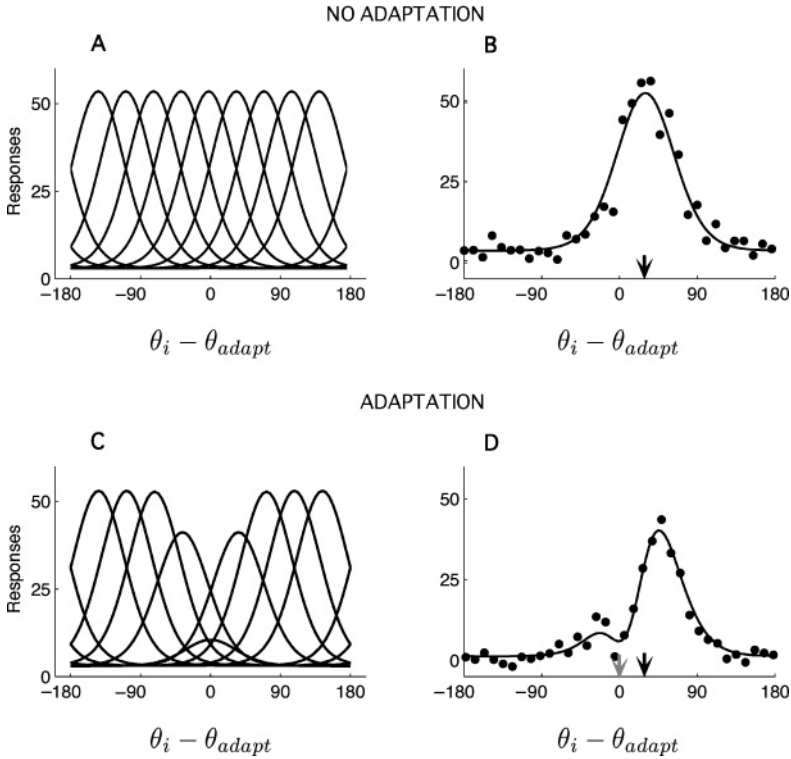 NO ADAPTATION
A
B
Responses
50
25
0
−180
−90
0
90
180
θi − θadapt
50
25
0
−180
−90
0
90
180
θi − θadapt
ADAPTATION
C
D
Responses
50
25
0
−180
−90
0
90
180
θi − θadapt
50
25
0
−180
−90
0
90
180
θi − θadapt